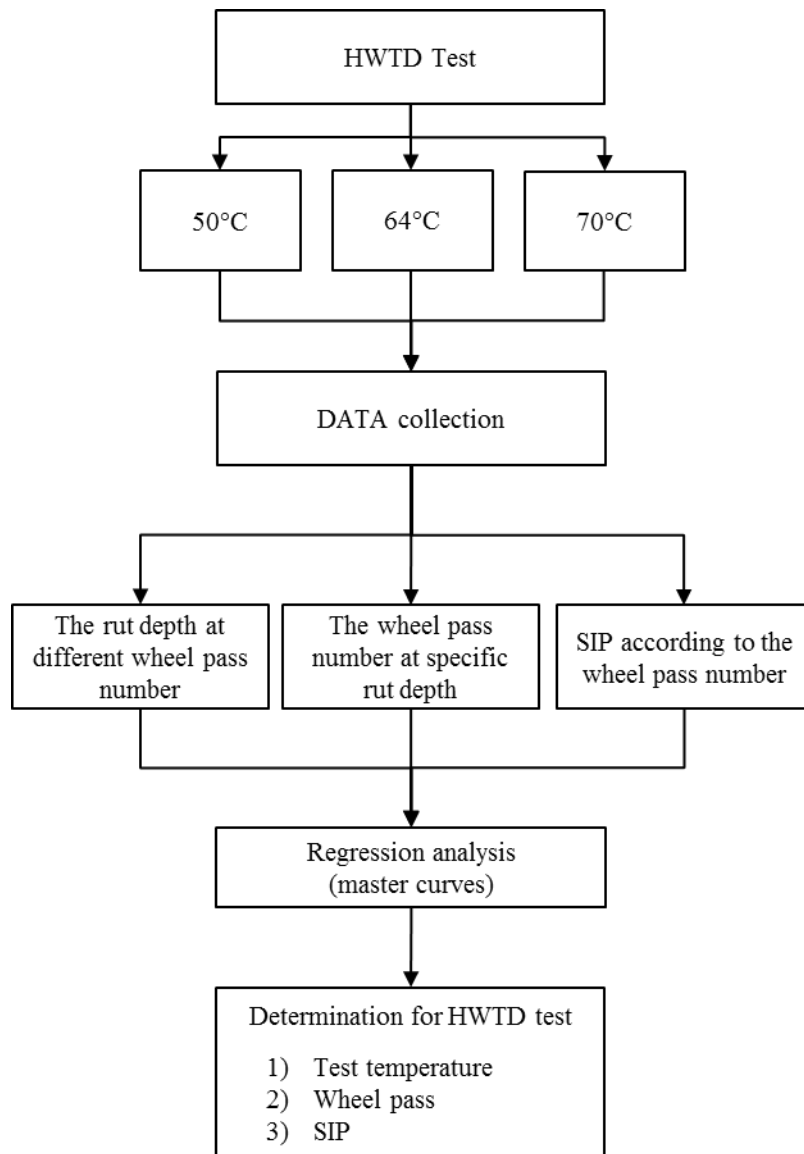 HWTD Test
50°C
64°C
70°C
DATA collection
The rut depth at
different wheel pass
number
The wheel pass
number at specific
rut depth
SIP according to the
wheel pass number
Regression analysis
(master curves)
Determination for HWTD test
1) Test temperature
2) Wheel pass
3) SIP